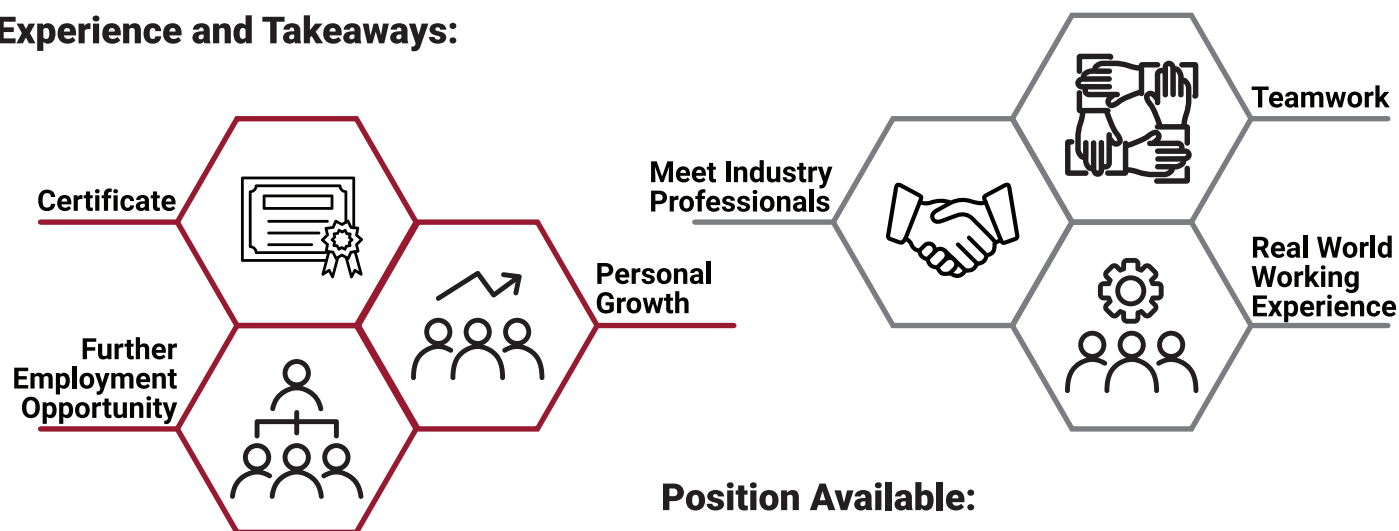 Experience and Takeaways:
Certificate
Personal
Growth
Further
Employment
Opportunity
Meet Industry
Professionals
Teamwork
Real World
Working
Experience
Position Available: